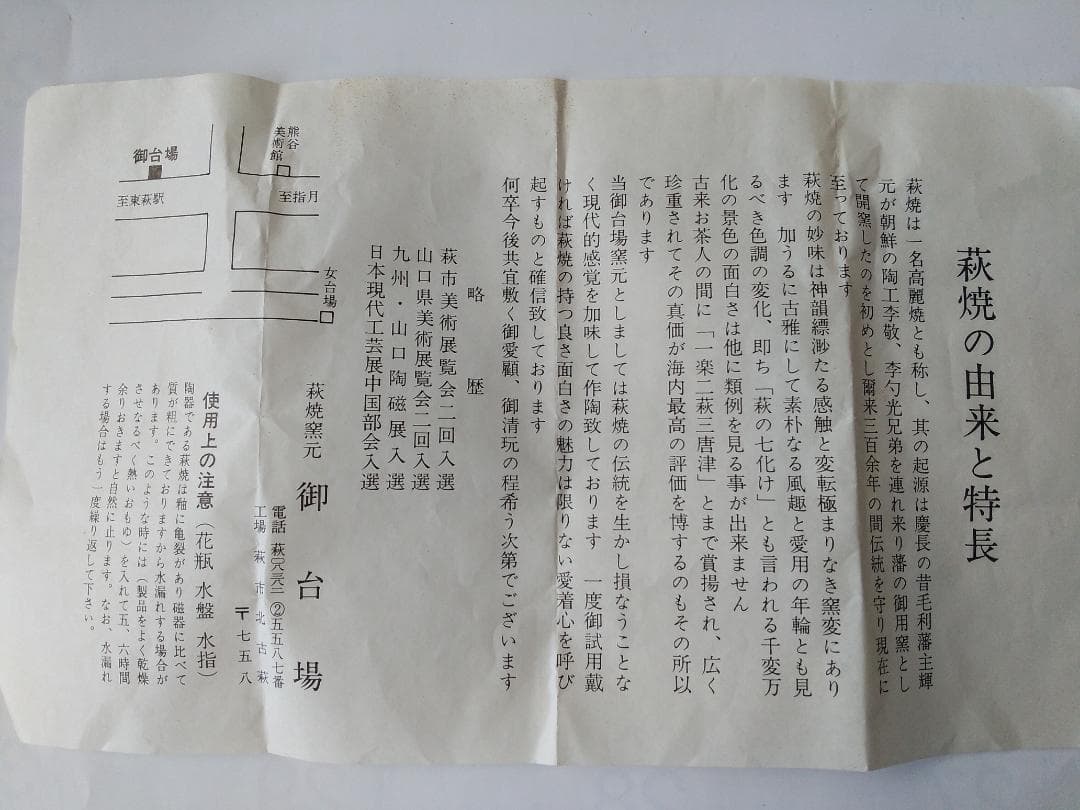 萩焼の由来と特長
萩焼は一名高麗焼とも称し、其の起源は慶長の昔毛利藩主輝
元が朝鮮の陶工李敬、李勺光兄弟を連れ来り藩の御用窯とし
て開窯したのを初めとし爾来三百余年の間伝統を守り現在に
至っております
萩焼の妙味は神韻縹渺たる感触と変転極まりなき窯変にあり
ます 加うるに古雅にして素朴なる風趣と愛用の年輪とも見
るべき色調の変化、即ち「萩の七化け」とも言われる千変万
化の景色の面白さは他に類例を見る事が出来ません
古来お茶人の間に「一楽二萩三唐津」とまで賞揚され、広く
珍重されてその真価が海内最高の評価を博するのもその所以
であります
当御台場窯元としましては萩焼の伝統を生かし損なうことな
く現代的感覚を加味して作陶致しております 一度御試用戴
ければ萩焼の持つ良さ面白さの魅力は限りない愛着心を呼び
起すものと確信致しております
何卒今後共宜敷く御愛顧、御清玩の程希う次第でございます
略歴
萩市美術展覧会二回入選
山口県美術展覧会二回入選
九州・山口陶磁展入選
日本現代工芸展中国部会入選
萩焼窯元 御台場
電話 萩 ②五五八七番
工場 萩市北古萩
〒七五八
使用上の注意（花瓶 水盤 水指）
陶器である萩焼は釉に亀裂があり磁器に比べて
質が粗にできておりますから水漏れする場合が
あります。このような時には（製品をよく乾燥
させなるべく熱いおもゆ）を入れて五、六時間
余りおきますと自然に止ります。なお、水漏れ
する場合はもう一度繰り返して下さい。
熊谷
美術館
御台場
至東萩駅
至指月
女台場